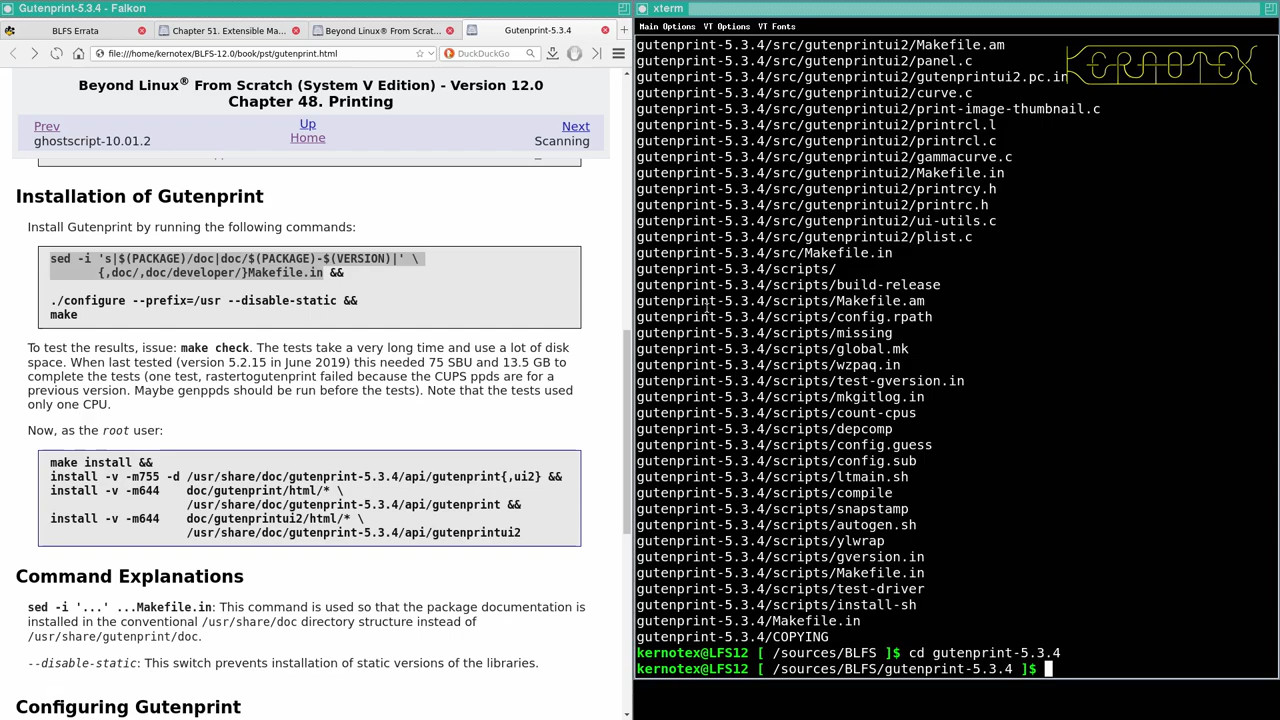 Gutenprint-5.3.4 - Falkon
BLFS Errata
Chapter 51. Extensible Ma...
Beyond Linux® From Scrat...
Gutenprint-5.3.4
file:///home/kernotex/BLFS-12.0/book/pst/gutenprint.html
DuckDuckGo
Beyond Linux® From Scratch (System V Edition) - Version 12.0
Chapter 48. Printing
Prev
Up
Next
ghostscript-10.01.2
Home
Scanning
Installation of Gutenprint
Install Gutenprint by running the following commands:
sed -i 's|$(PACKAGE)/doc|doc/$(PACKAGE)-$(VERSION)|' \
{,doc/,doc/developer/}Makefile.in &&
./configure --prefix=/usr --disable-static &&
make
To test the results, issue: make check. The tests take a very long time and use a lot of disk
space. When last tested (version 5.2.15 in June 2019) this needed 75 SBU and 13.5 GB to
complete the tests (one test, rastertogutenprint failed because the CUPS ppds are for a
previous version. Maybe genppds should be run before the tests). Note that the tests used
only one CPU.
Now, as the root user:
make install &&
install -v -m755 -d /usr/share/doc/gutenprint-5.3.4/api/gutenprint{,ui2} &&
install -v -m644    doc/gutenprint/html/* \
/usr/share/doc/gutenprint-5.3.4/api/gutenprint &&
install -v -m644    doc/gutenprintui2/html/* \
/usr/share/doc/gutenprint-5.3.4/api/gutenprintui2
Command Explanations
sed -i '...' ...Makefile.in: This command is used so that the package documentation is
installed in the conventional /usr/share/doc directory structure instead of
/usr/share/gutenprint/doc.
--disable-static: This switch prevents installation of static versions of the libraries.
Configuring Gutenprint
xterm
Main Options  VT Options  VT Fonts
KERNOTEX
gutenprint-5.3.4/src/gutenprintui2/Makefile.am
gutenprint-5.3.4/src/gutenprintui2/panel.c
gutenprint-5.3.4/src/gutenprintui2/gutenprintui2.pc.in
gutenprint-5.3.4/src/gutenprintui2/curve.c
gutenprint-5.3.4/src/gutenprintui2/print-image-thumbnail.c
gutenprint-5.3.4/src/gutenprintui2/printrcl.l
gutenprint-5.3.4/src/gutenprintui2/printrcl.c
gutenprint-5.3.4/src/gutenprintui2/gammacurve.c
gutenprint-5.3.4/src/gutenprintui2/Makefile.in
gutenprint-5.3.4/src/gutenprintui2/printrcy.h
gutenprint-5.3.4/src/gutenprintui2/printrc.h
gutenprint-5.3.4/src/gutenprintui2/ui-utils.c
gutenprint-5.3.4/src/gutenprintui2/plist.c
gutenprint-5.3.4/src/Makefile.in
gutenprint-5.3.4/scripts/
gutenprint-5.3.4/scripts/build-release
gutenprint-5.3.4/scripts/Makefile.am
gutenprint-5.3.4/scripts/config.rpath
gutenprint-5.3.4/scripts/missing
gutenprint-5.3.4/scripts/global.mk
gutenprint-5.3.4/scripts/wzpaq.in
gutenprint-5.3.4/scripts/test-gversion.in
gutenprint-5.3.4/scripts/mkgitlog.in
gutenprint-5.3.4/scripts/count-cpus
gutenprint-5.3.4/scripts/depcomp
gutenprint-5.3.4/scripts/config.guess
gutenprint-5.3.4/scripts/config.sub
gutenprint-5.3.4/scripts/ltmain.sh
gutenprint-5.3.4/scripts/compile
gutenprint-5.3.4/scripts/snapstamp
gutenprint-5.3.4/scripts/autogen.sh
gutenprint-5.3.4/scripts/ylwrap
gutenprint-5.3.4/scripts/gversion.in
gutenprint-5.3.4/scripts/Makefile.in
gutenprint-5.3.4/scripts/test-driver
gutenprint-5.3.4/scripts/install-sh
gutenprint-5.3.4/Makefile.in
gutenprint-5.3.4/COPYING
kernotex@LFS12 [ /sources/BLFS ]$ cd gutenprint-5.3.4
kernotex@LFS12 [ /sources/BLFS/gutenprint-5.3.4 ]$